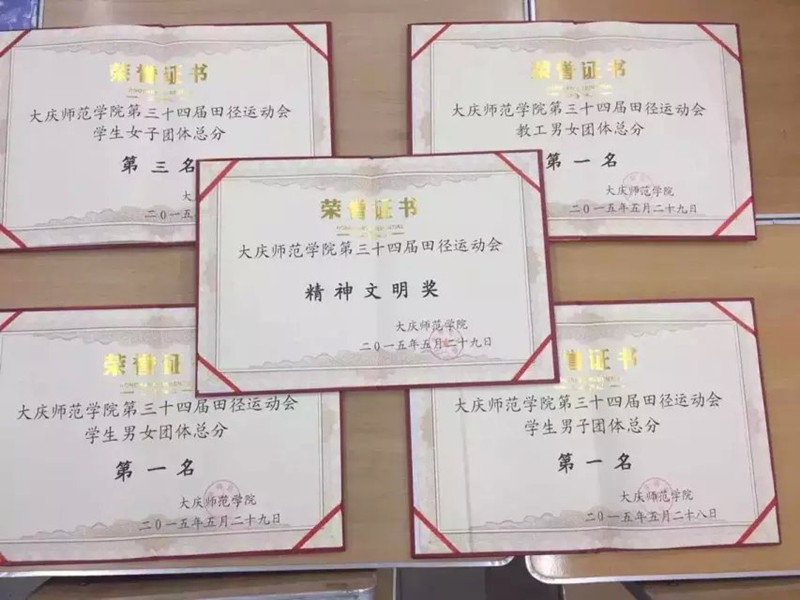 荣誉证书
大庆师范学院第三十四届田径运动会
学生女子团体总分
第三名
大
二〇一五
荣誉证书
大庆师范学院第三十四届田径运动会
教工男女团体总分
第一名
大庆师范学院
二〇一五年五月二十九日
荣誉证书
大庆师范学院第三十四届田径运动会
精神文明奖
大庆师范学院
二〇一五年五月二十九日
荣誉证书
大庆师范学院第三十四届田径运动会
学生男女团体总分
第一名
大庆师范学院
二〇一五年五月二十九日
誉证书
大庆师范学院第三十四届田径运动会
学生男子团体总分
第一名
大庆师范学院
二〇一五年五月二十八日